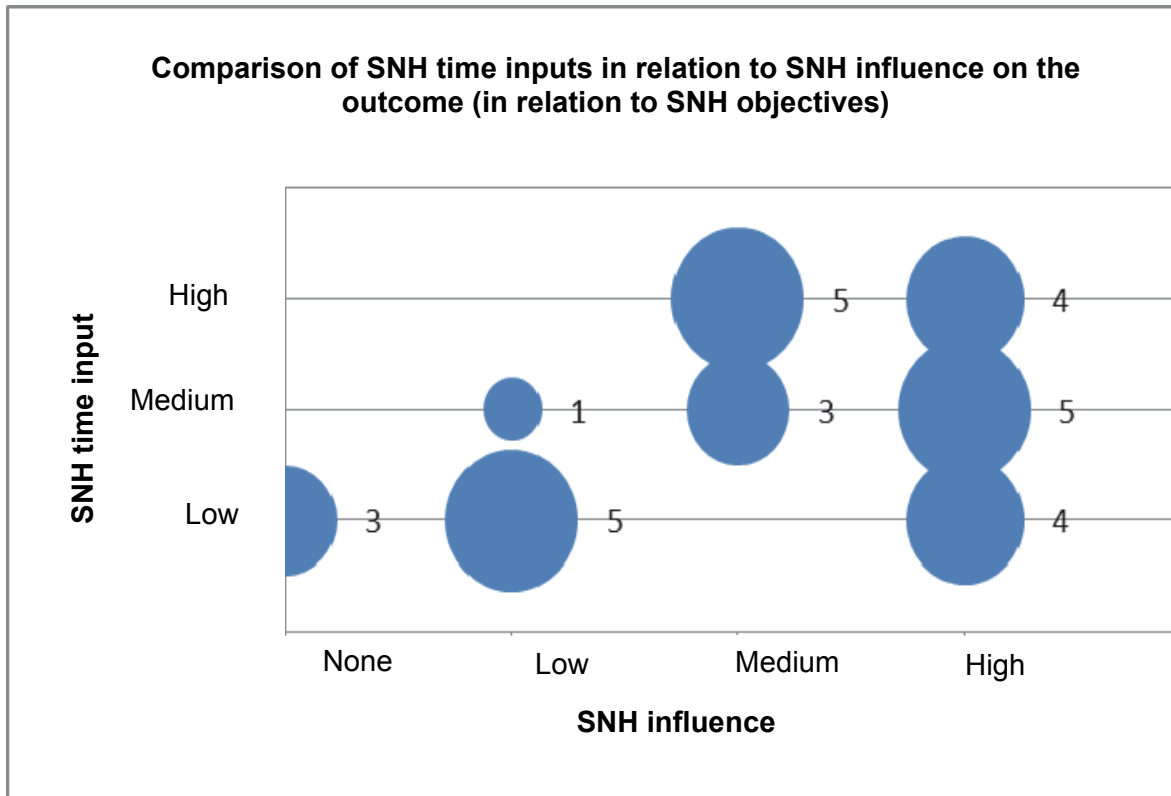 Comparison of SNH time inputs in relation to SNH influence on the
outcome (in relation to SNH objectives)
SNH time input
High
5
4
Medium
1
3
5
Low
3
5
4
None
Low
Medium
High
SNH influence